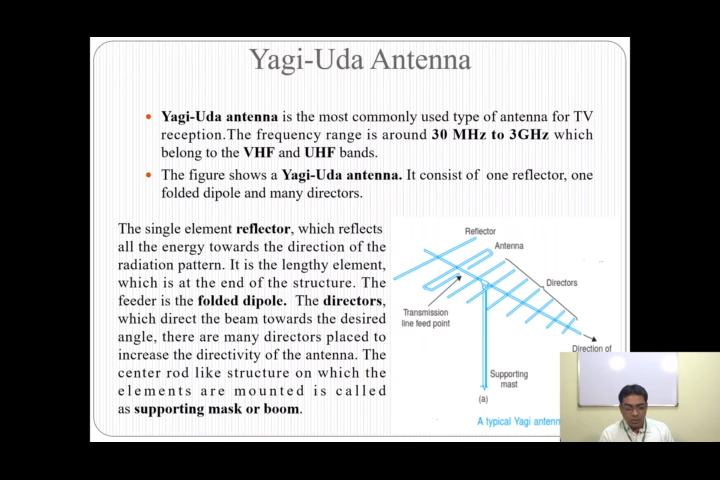 Yagi-Uda Antenna
Yagi-Uda antenna is the most commonly used type of antenna for TV
reception.The frequency range is around 30 MHz to 3GHz which
belong to the VHF and UHF bands.
The figure shows a Yagi-Uda antenna. It consist of one reflector, one
folded dipole and many directors.
The single element reflector, which reflects
all the energy towards the direction of the
radiation pattern. It is the lengthy element,
which is at the end of the structure. The
feeder is the folded dipole. The directors,
which direct the beam towards the desired
angle, there are many directors placed to
increase the directivity of the antenna. The
center rod like structure on which the
elements are mounted is called
as supporting mask or boom.
Reflector
Antenna
Directors
Transmission
line feed point
Direction of
Supporting
mast
(a)
A typical Yagi antenn